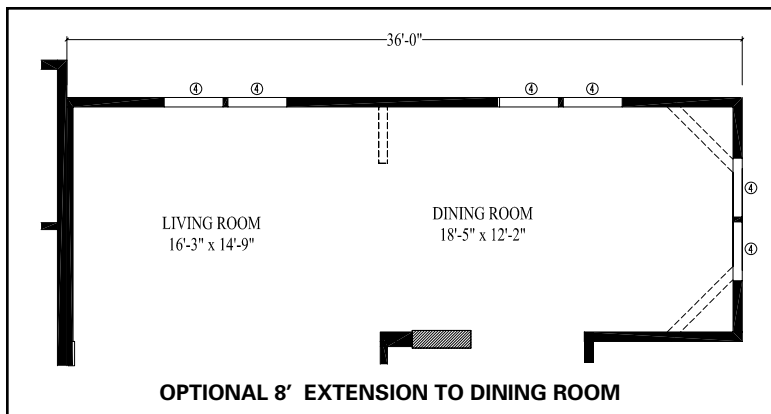 36'-0"
④ ④ ④ ④
LIVING ROOM
16'-3" x 14'-9"
DINING ROOM
18'-5" x 12'-2"
④
④
OPTIONAL 8' EXTENSION TO DINING ROOM